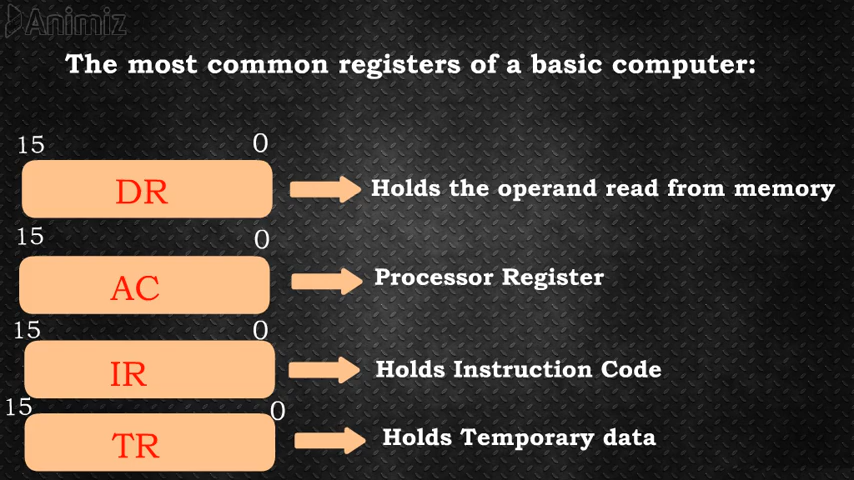 Animiz
The most common registers of a basic computer:
15 0
DR Holds the operand read from memory
15 0
AC Processor Register
15 0
IR Holds Instruction Code
15 0
TR Holds Temporary data